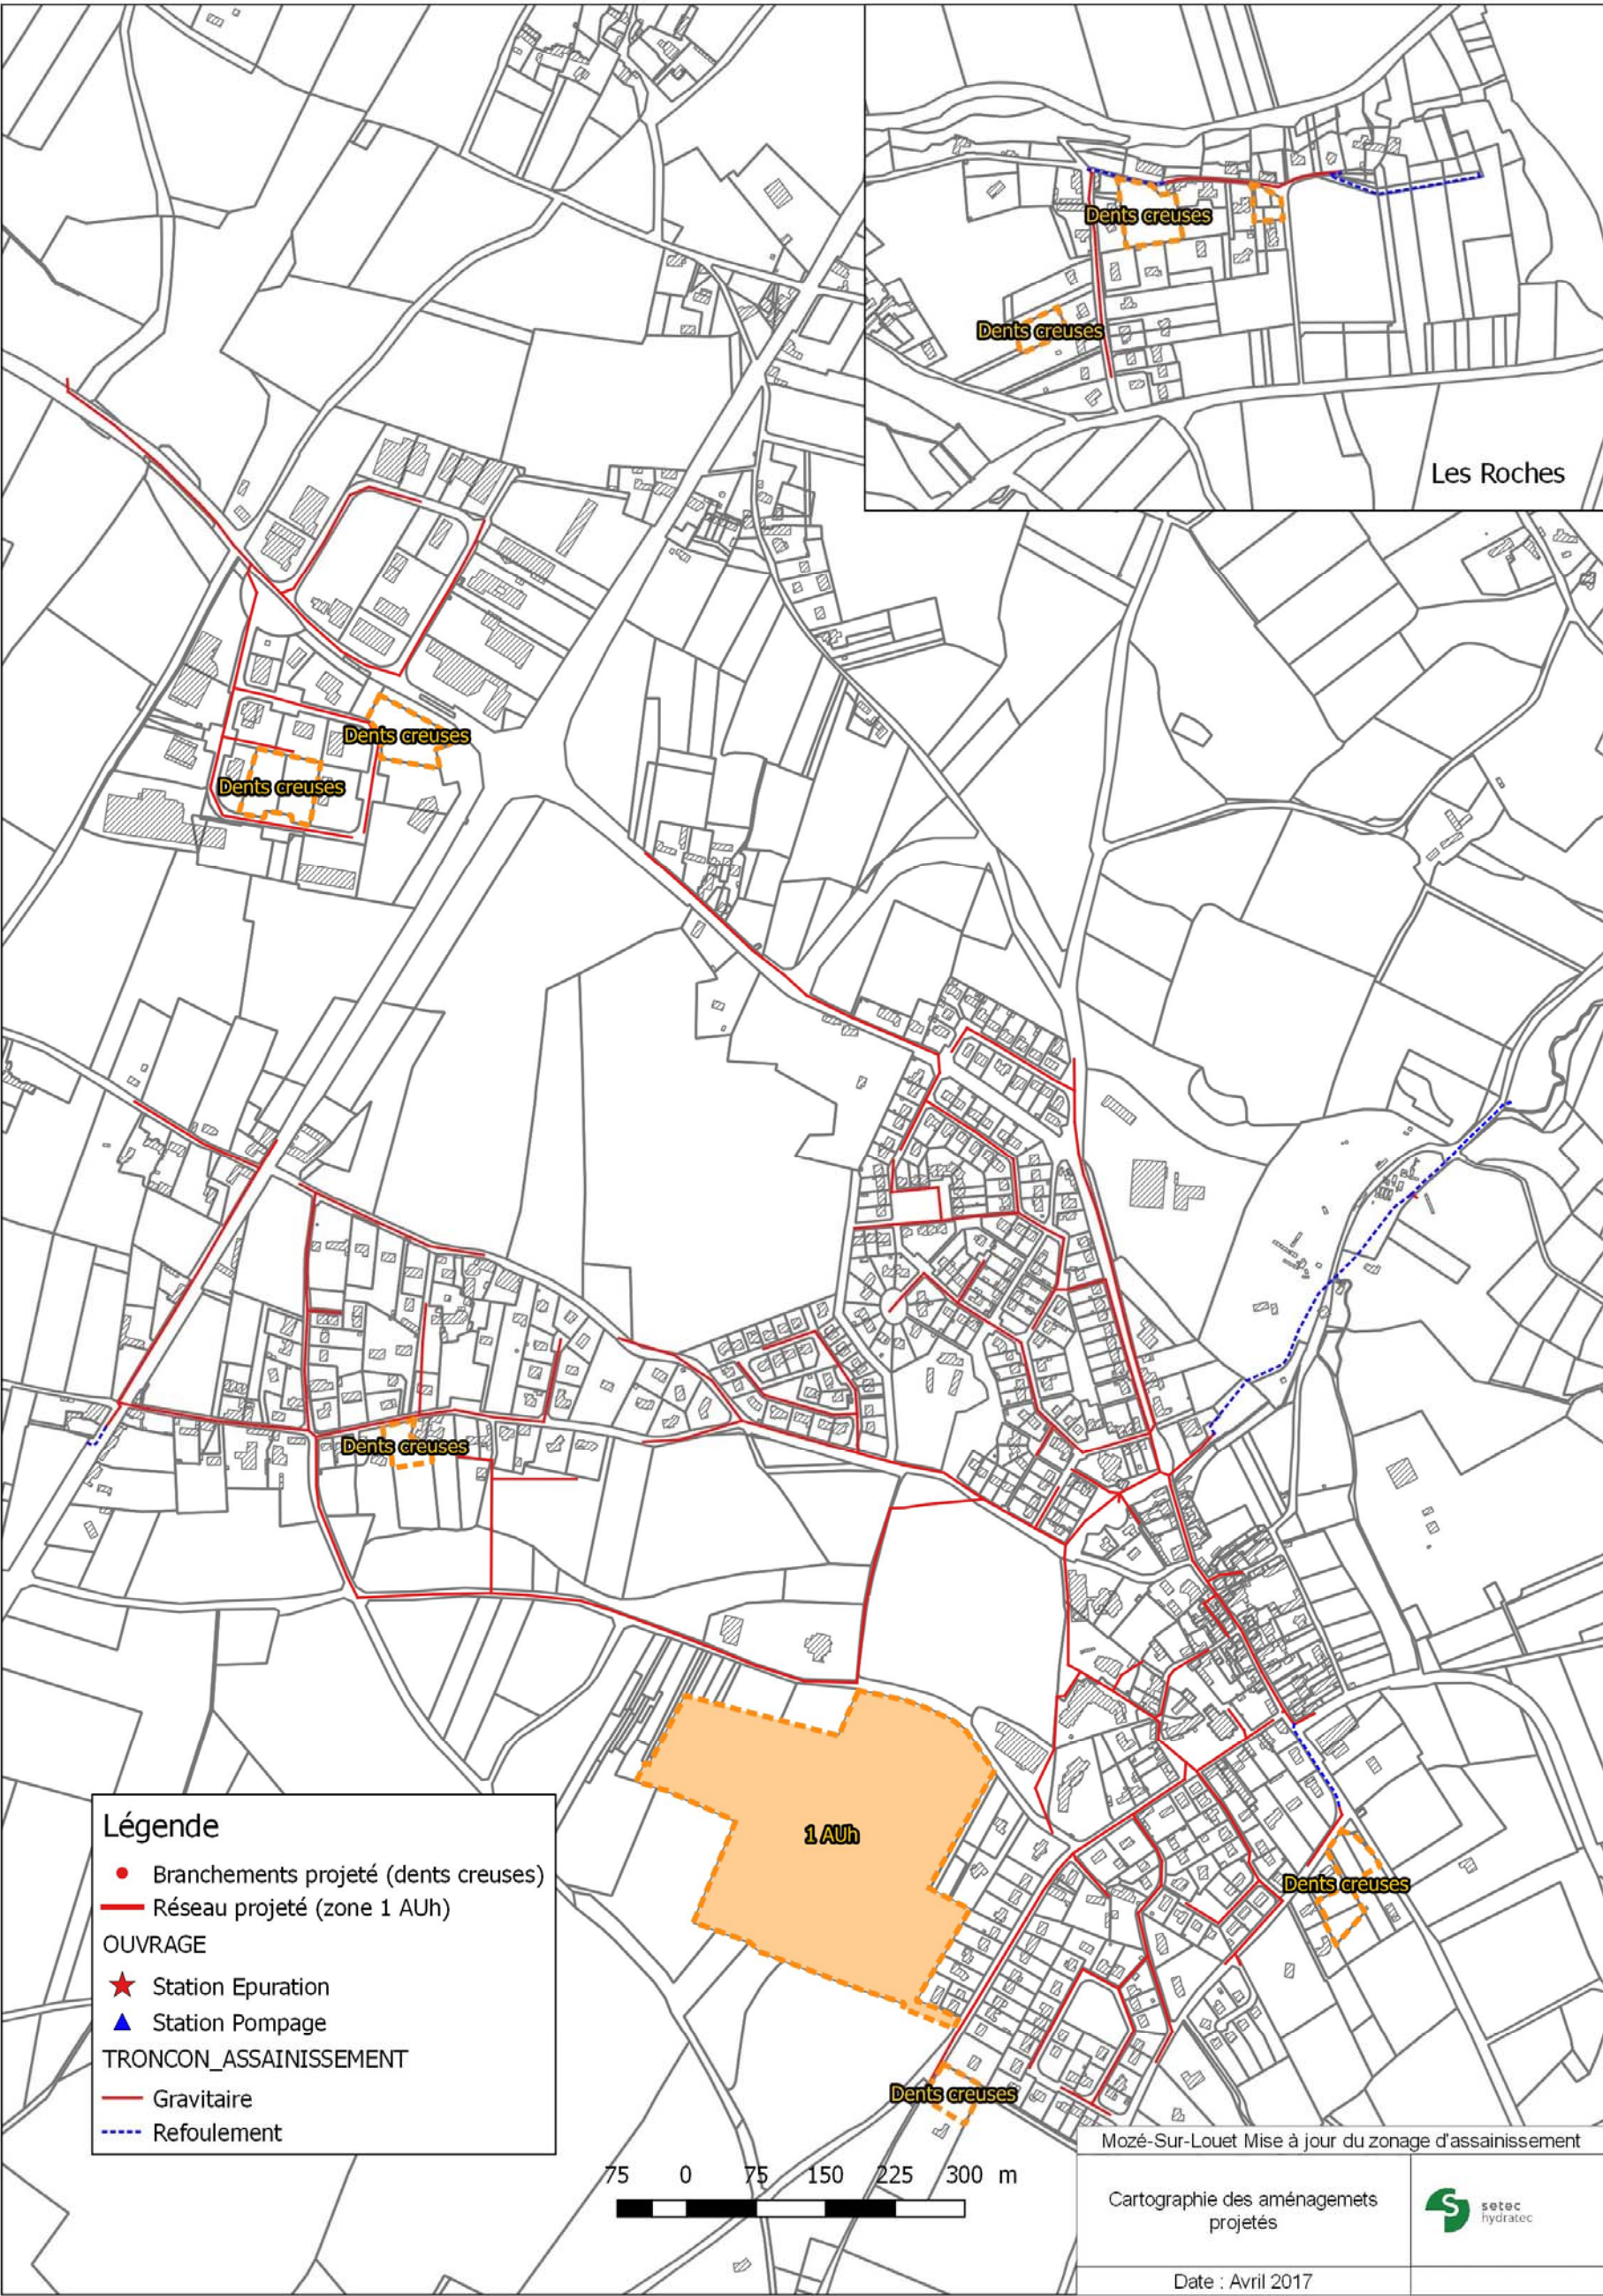 Dents creuses
Dents creuses
Les Roches
Dents creuses
Dents creuses
Dents creuses
1 AUh
Dents creuses
Dents creuses
Légende
Branchements projeté (dents creuses)
Réseau projeté (zone 1 AUh)
OUVRAGE
Station Epuration
Station Pompage
TRONCON_ASSAINISSEMENT
Gravitaire
Refoulement
75 0 75 150 225 300 m
Mozé-Sur-Louet Mise à jour du zonage d'assainissement
Cartographie des aménagemets
projetés
setec
hydratec
Date : Avril 2017